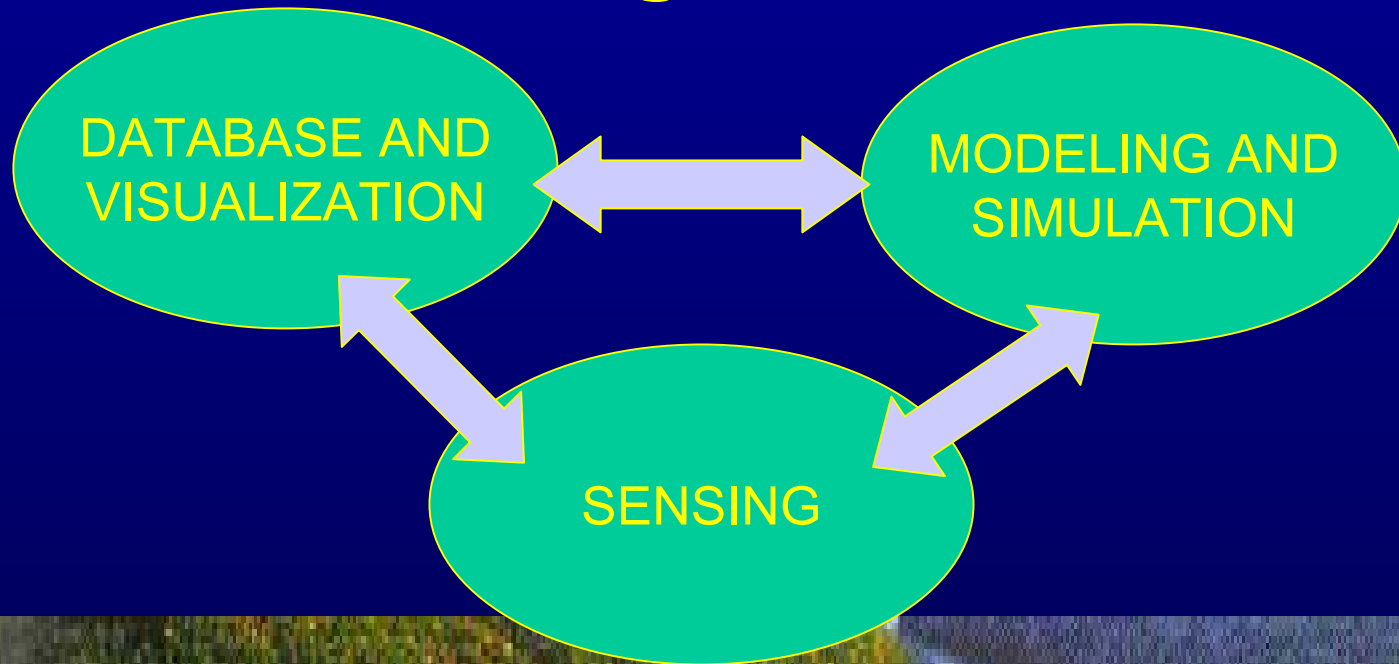 DATABASE AND
VISUALIZATION
MODELING AND
SIMULATION
SENSING